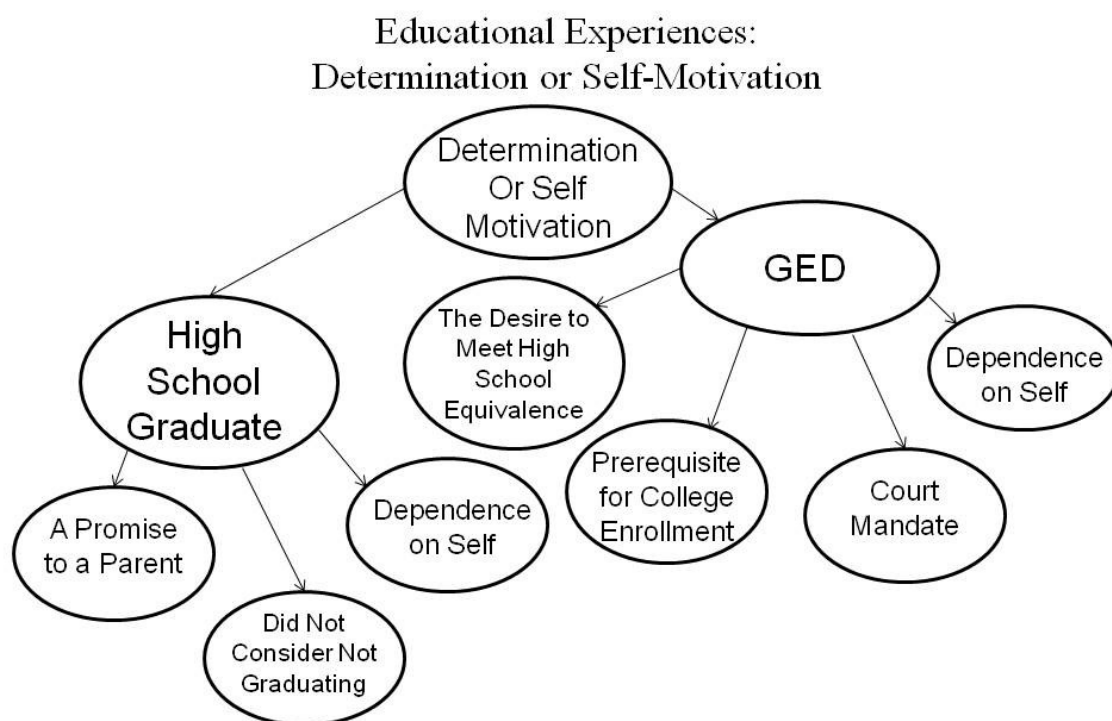 Educational Experiences:
Determination or Self-Motivation
Determination
Or Self
Motivation
GED
High
School
Graduate
The Desire to
Meet High
School
Equivalence
Dependence
on Self
Prerequisite
for College
Enrollment
Court
Mandate
A Promise
to a Parent
Dependence
on Self
Did Not
Consider Not
Graduating